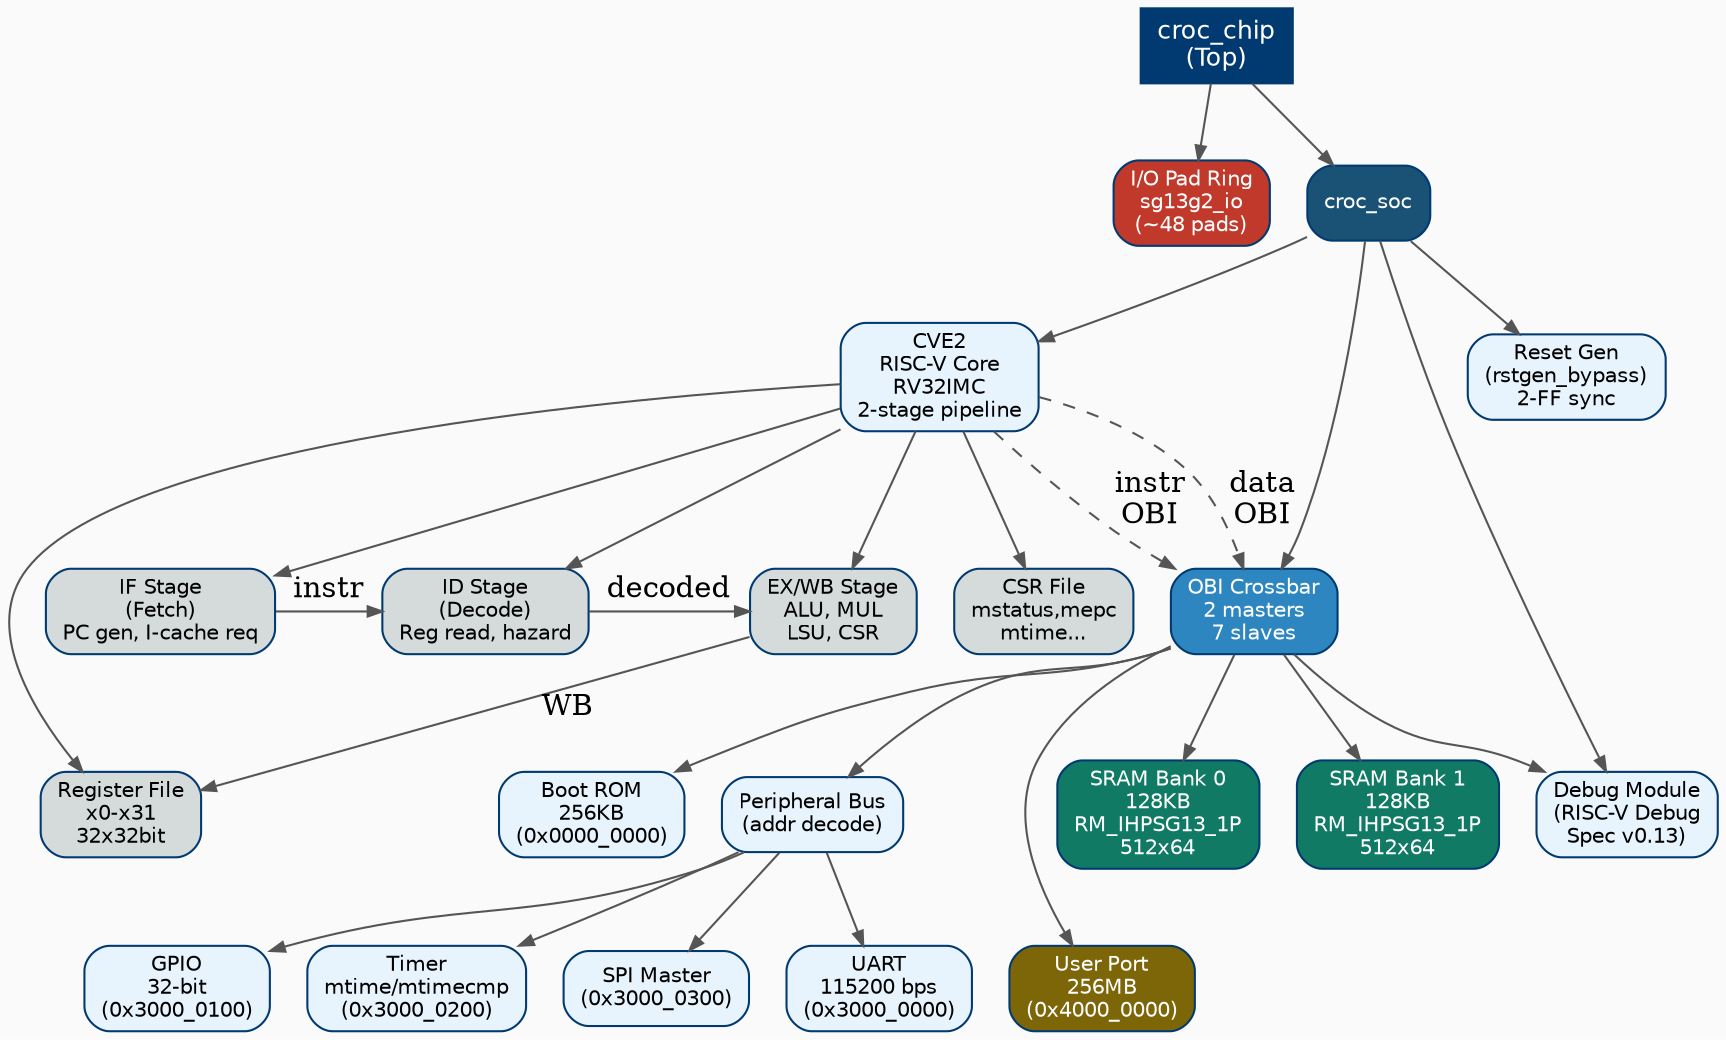 croc_chip
(Top)
I/O Pad Ring
sg13g2_io
(~48 pads)
croc_soc
CVE2
RISC-V Core
RV32IMC
2-stage pipeline
Reset Gen
(rstgen_bypass)
2-FF sync
instr
OBI
data
OBI
IF Stage
(Fetch)
PC gen, I-cache req
instr
ID Stage
(Decode)
Reg read, hazard
decoded
EX/WB Stage
ALU, MUL
LSU, CSR
CSR File
mstatus,mepc
mtime...
OBI Crossbar
2 masters
7 slaves
WB
Register File
x0-x31
32x32bit
Boot ROM
256KB
(0x0000_0000)
Peripheral Bus
(addr decode)
SRAM Bank 0
128KB
RM_IHPSG13_1P
512x64
SRAM Bank 1
128KB
RM_IHPSG13_1P
512x64
Debug Module
(RISC-V Debug
Spec v0.13)
GPIO
32-bit
(0x3000_0100)
Timer
mtime/mtimecmp
(0x3000_0200)
SPI Master
(0x3000_0300)
UART
115200 bps
(0x3000_0000)
User Port
256MB
(0x4000_0000)